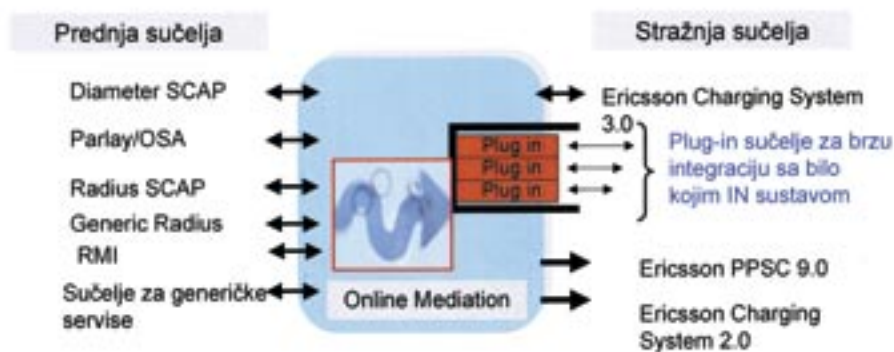 Prednja sučelja
Diameter SCAP
Parlay/OSA
Radius SCAP
Generic Radius
RMI
Sučelje za generičke
servise
Plug in
Plug in
Plug in
Online Mediation
Stražnja sučelja
Ericsson Charging System
3.0
Plug-in sučelje za brzu
integraciju sa bilo
kojim IN sustavom
Ericsson PPSC 9.0
Ericsson Charging
System 2.0